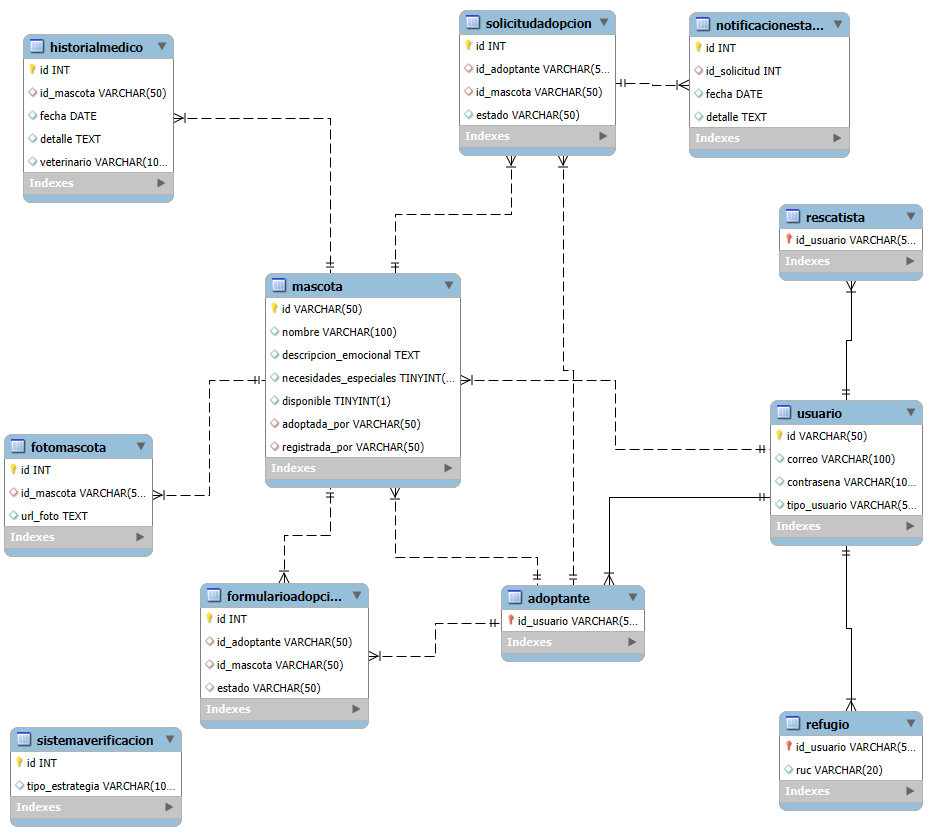 historialmedico
id INT
id_mascota VARCHAR(50)
fecha DATE
detalle TEXT
veterinario VARCHAR(10...
Indexes
solicitudadopcion
id INT
id_adoptante VARCHAR(5...
id_mascota VARCHAR(50)
estado VARCHAR(50)
Indexes
notificacionesta...
id INT
id_solicitud INT
fecha DATE
detalle TEXT
Indexes
rescatista
id_usuario VARCHAR(5...
Indexes
mascota
id VARCHAR(50)
nombre VARCHAR(100)
descripcion_emocional TEXT
necesidades_especiales TINYINT(...
disponible TINYINT(1)
adoptada_por VARCHAR(50)
registrada_por VARCHAR(50)
Indexes
usuario
id VARCHAR(50)
correo VARCHAR(100)
contrasena VARCHAR(10...
tipo_usuario VARCHAR(5...
Indexes
fotomascota
id INT
id_mascota VARCHAR(5...
url_foto TEXT
Indexes
formularioadopci...
id INT
id_adoptante VARCHAR(50)
id_mascota VARCHAR(50)
estado VARCHAR(50)
Indexes
adoptante
id_usuario VARCHAR(5...
Indexes
refugio
id_usuario VARCHAR(5...
ruc VARCHAR(20)
Indexes
sistemaverificacion
id INT
tipo_estrategia VARCHAR(10...
Indexes